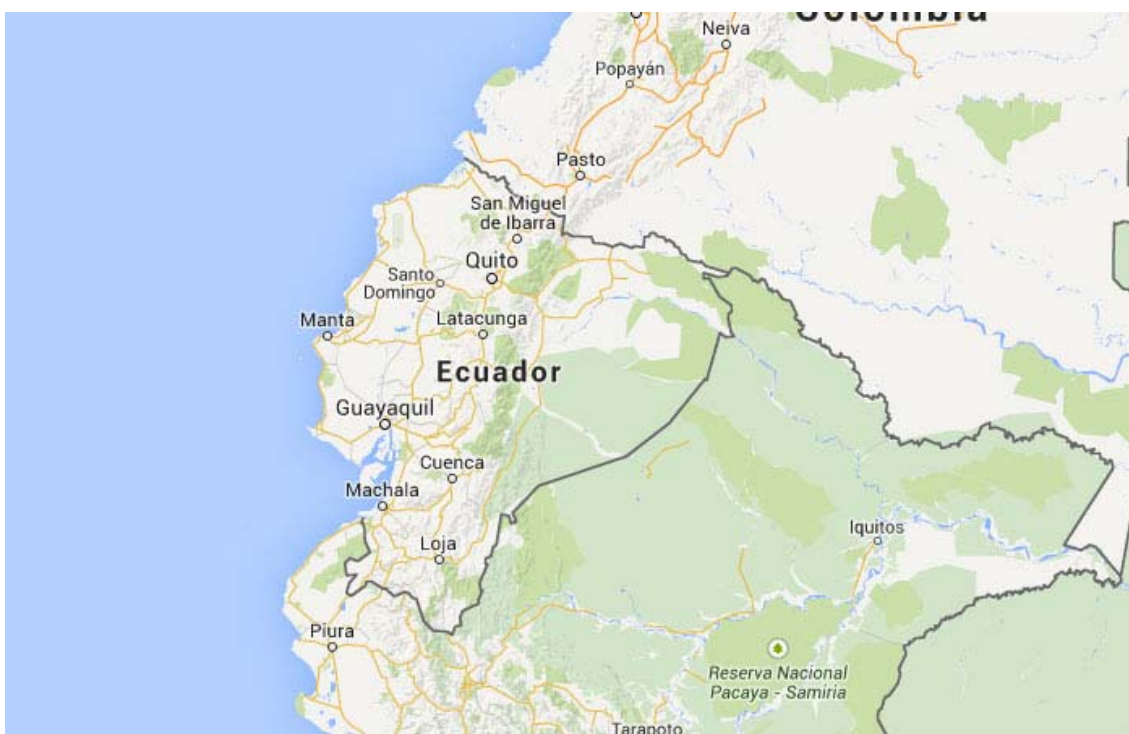 Colombia
Neiva
Popayán
Pasto
San Miguel
de Ibarra
Quito
Santo
Domingo
Manta
Latacunga
Ecuador
Guayaquil
Cuenca
Machala
Iquitos
Loja
Piura
Reserva Nacional
Pacaya - Samiria
Tarapoto